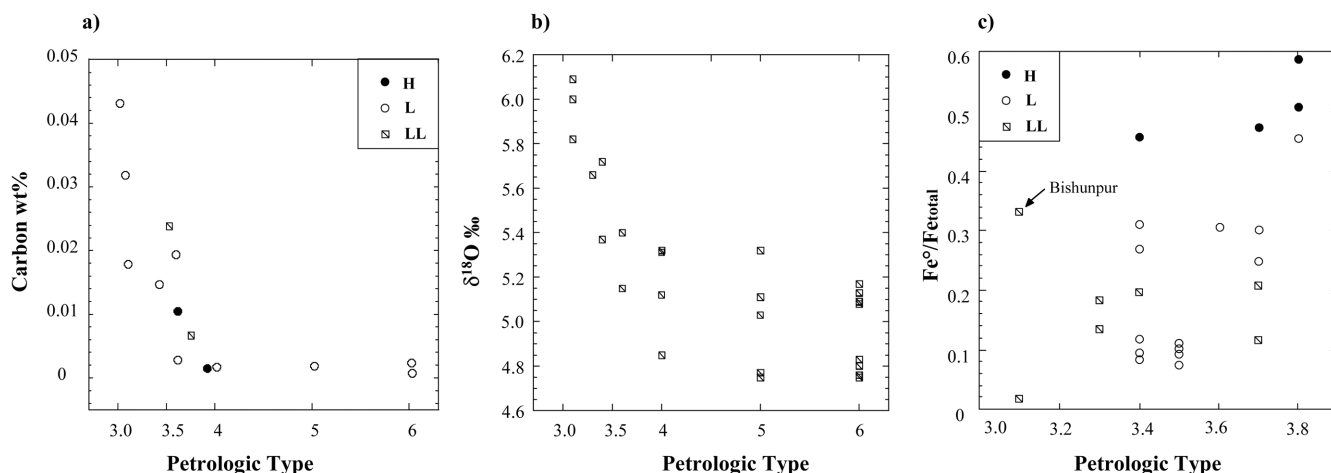 a)
Carbon wt%
0.05
0.04
0.03
0.02
0.01
0
3.0 3.5 4 5 6
Petrologic Type
H
L
LL
b)
δ18O ‰
6.2
6.0
5.8
5.6
5.4
5.2
5.0
4.8
4.6
3.0 3.5 4 5 6
Petrologic Type
c)
Fe°/Fetotal
0.6
0.5
0.4
0.3
0.2
0.1
0
3.0 3.2 3.4 3.6 3.8
Petrologic Type
H
L
LL
Bishunpur